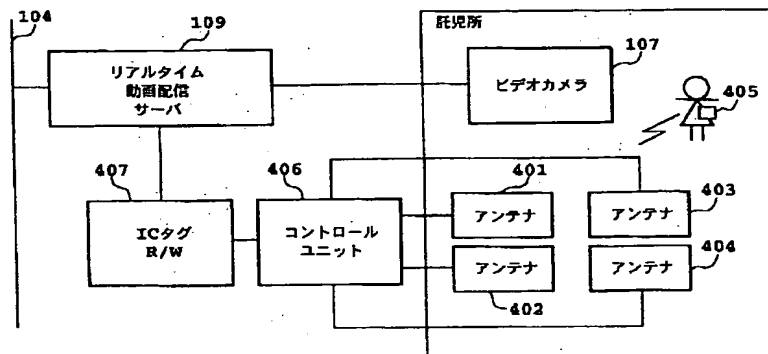 104
109
託児所
107
リアルタイム
動画配信
サーバ
ビデオカメラ
405
407
406
401
403
ICタグ
R/W
コントロール
ユニット
アンテナ
アンテナ
404
アンテナ
アンテナ
402